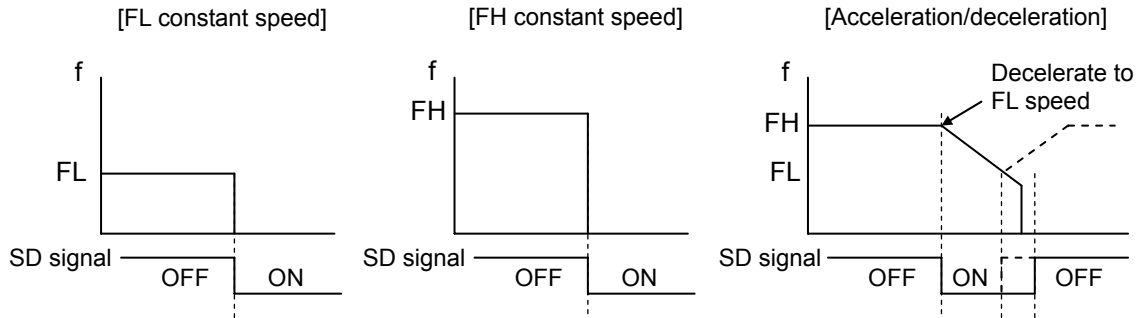 [FL constant speed]
f
FL
SD signal
OFF
ON
[FH constant speed]
f
FH
SD signal
OFF
ON
[Acceleration/deceleration]
f
Decelerate to
FL speed
FH
FL
SD signal
OFF
ON
OFF